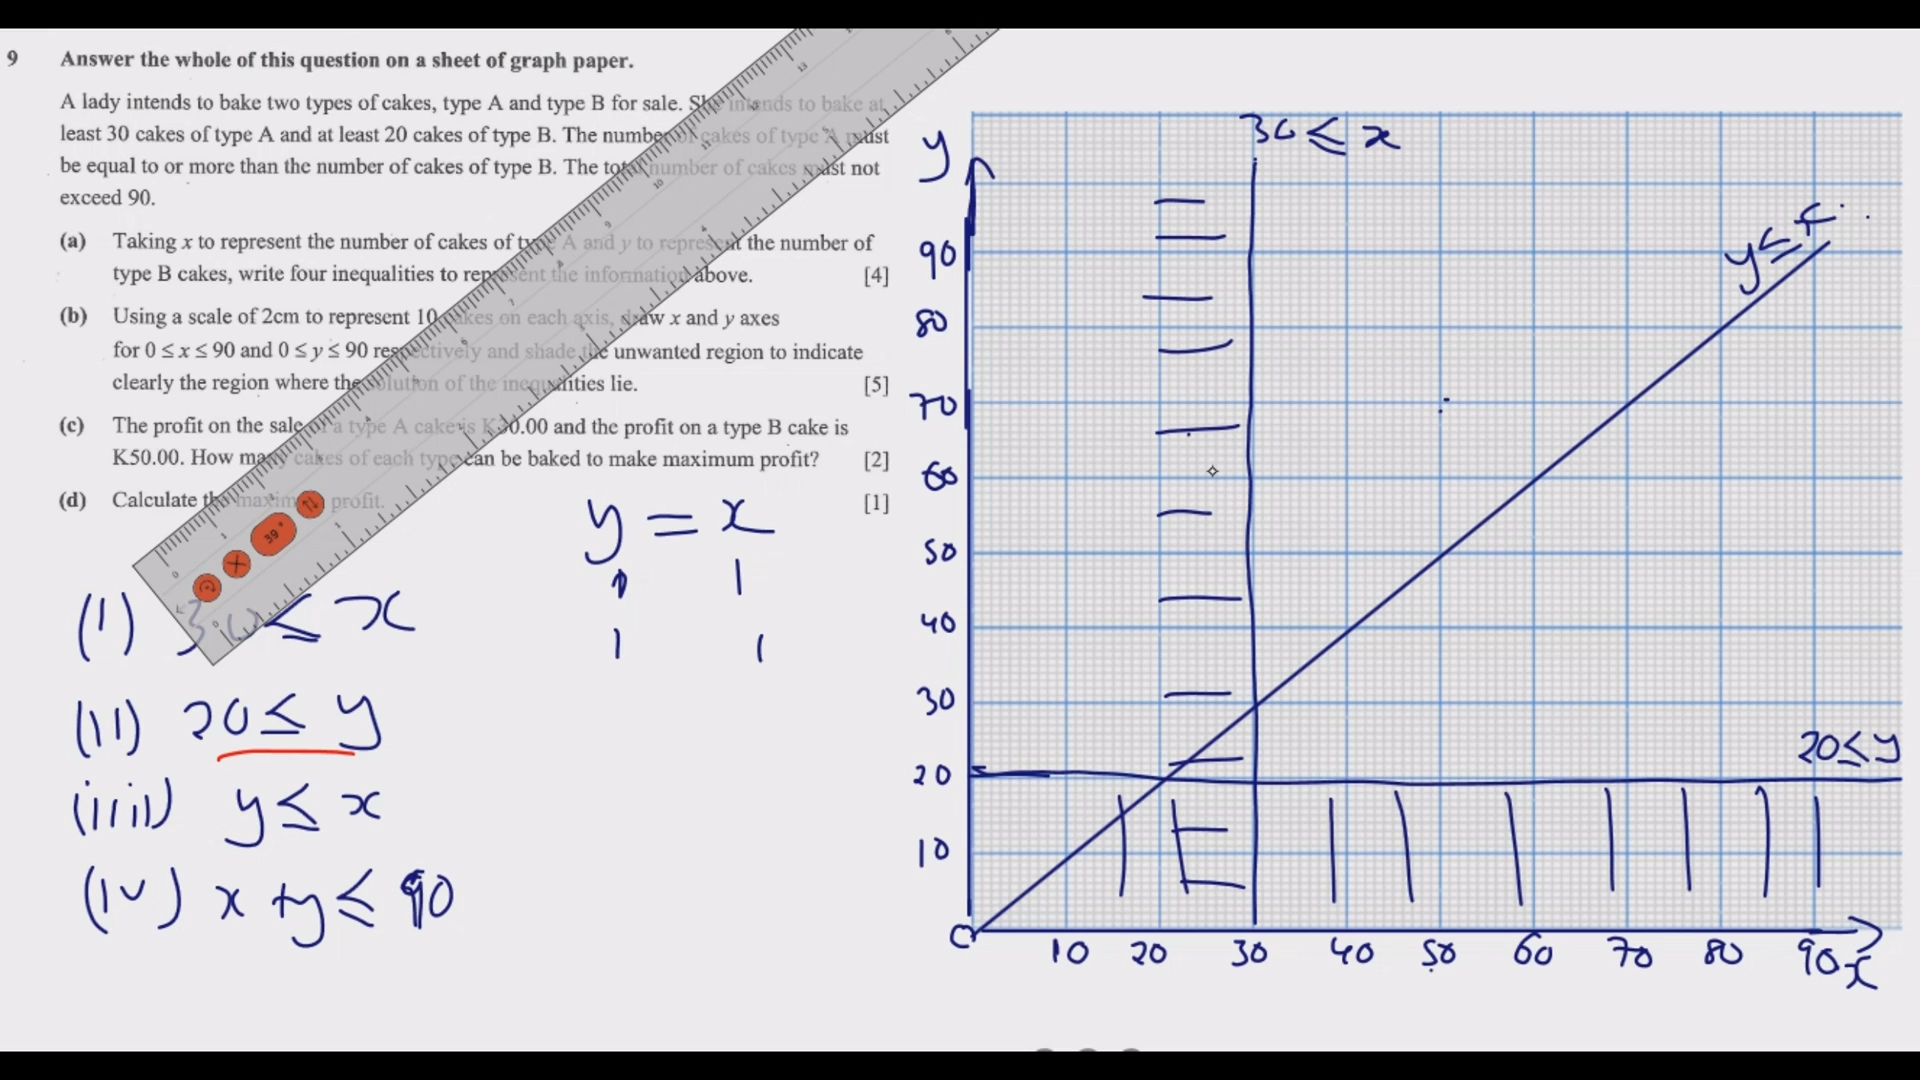 9 Answer the whole of this question on a sheet of graph paper.
A lady intends to bake two types of cakes, type A and type B for sale. She intends to bake at
least 30 cakes of type A and at least 20 cakes of type B. The number of cakes of type A must
be equal to or more than the number of cakes of type B. The total number of cakes must not
exceed 90.
(a) Taking x to represent the number of cakes of type A and y to represent the number of
type B cakes, write four inequalities to represent the information above. [4]
(b) Using a scale of 2cm to represent 10 cakes on each axis, draw x and y axes
for 0 ≤ x ≤ 90 and 0 ≤ y ≤ 90 respectively and shade the unwanted region to indicate
clearly the region where the solution of the inequalities lie. [5]
(c) The profit on the sale of a type A cake is K30.00 and the profit on a type B cake is
K50.00. How many cakes of each type can be baked to make maximum profit? [2]
(d) Calculate the maximum profit. [1]
39°
y = x
1 1
(i) 30 ≤ x
(ii) 20 ≤ y
(iii) y ≤ x
(iv) x + y ≤ 90
y
30 ≤ x
y ≤ x
90
80
70
60
50
40
30
20
20 ≤ y
10
0
10 20 30 40 50 60 70 80 90 x